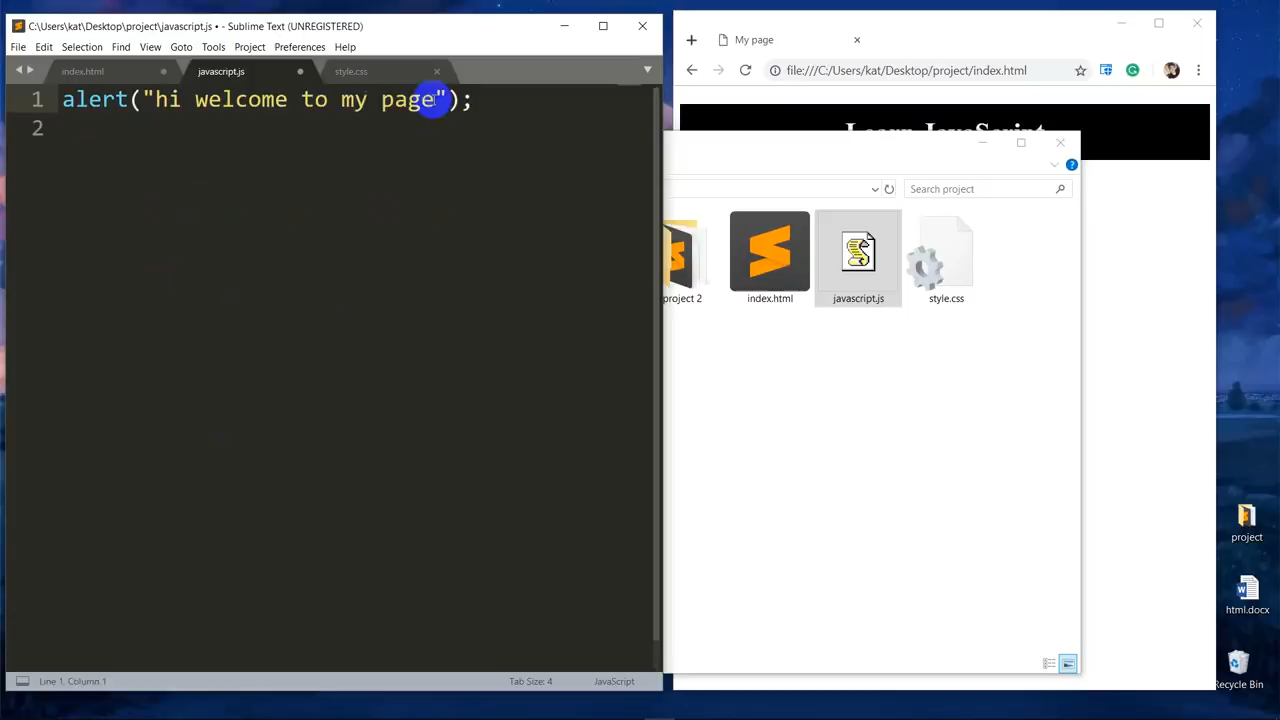 C:\Users\kat\Desktop\project\javascript.js • - Sublime Text (UNREGISTERED)
File Edit Selection Find View Goto Tools Project Preferences Help
index.html
javascript.js
style.css
1 alert("hi welcome to my page");
2
Line 1, Column 1
Tab Size: 4
JavaScript
My page
file:///C:/Users/kat/Desktop/project/index.html
Learn JavaScript
Search project
project 2
index.html
javascript.js
style.css
project
html.docx
Recycle Bin